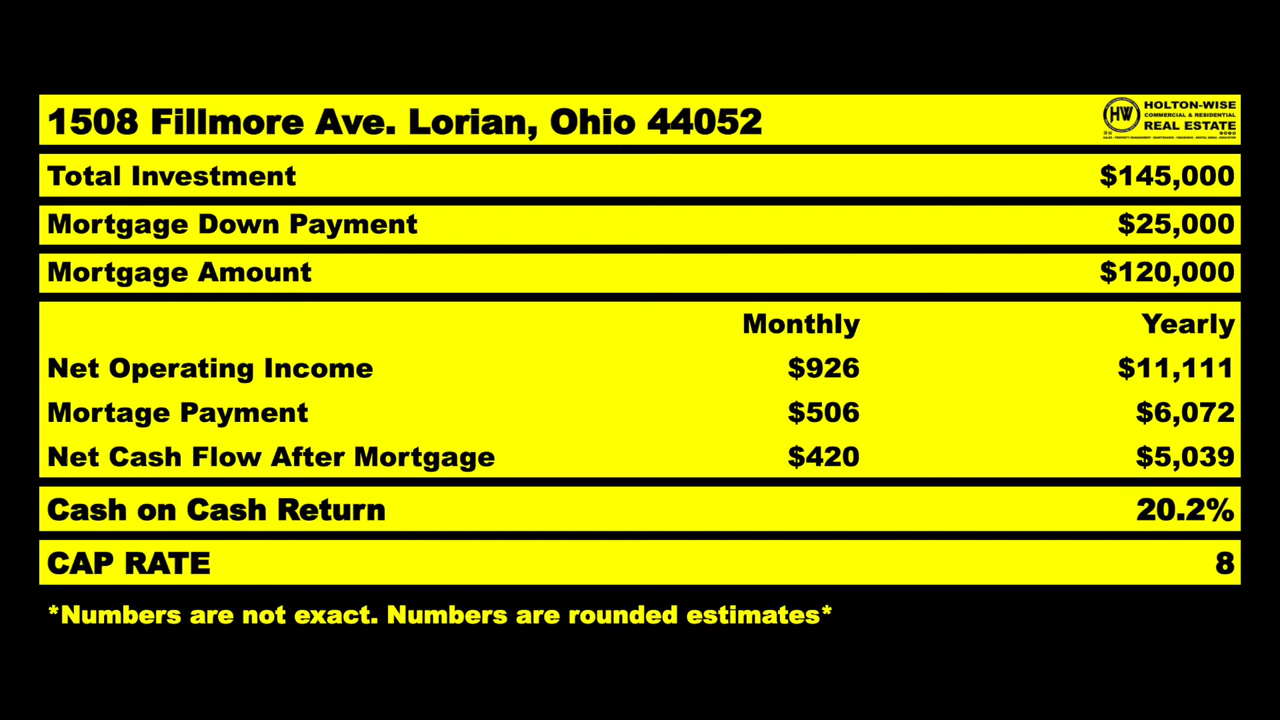 1508 Fillmore Ave. Lorian, Ohio 44052
HW
HOLTON-WISE
COMMERCIAL & RESIDENTIAL
REAL ESTATE
Total Investment $145,000
Mortgage Down Payment $25,000
Mortgage Amount $120,000
Monthly Yearly
Net Operating Income $926 $11,111
Mortage Payment $506 $6,072
Net Cash Flow After Mortgage $420 $5,039
Cash on Cash Return 20.2%
CAP RATE 8
*Numbers are not exact. Numbers are rounded estimates*